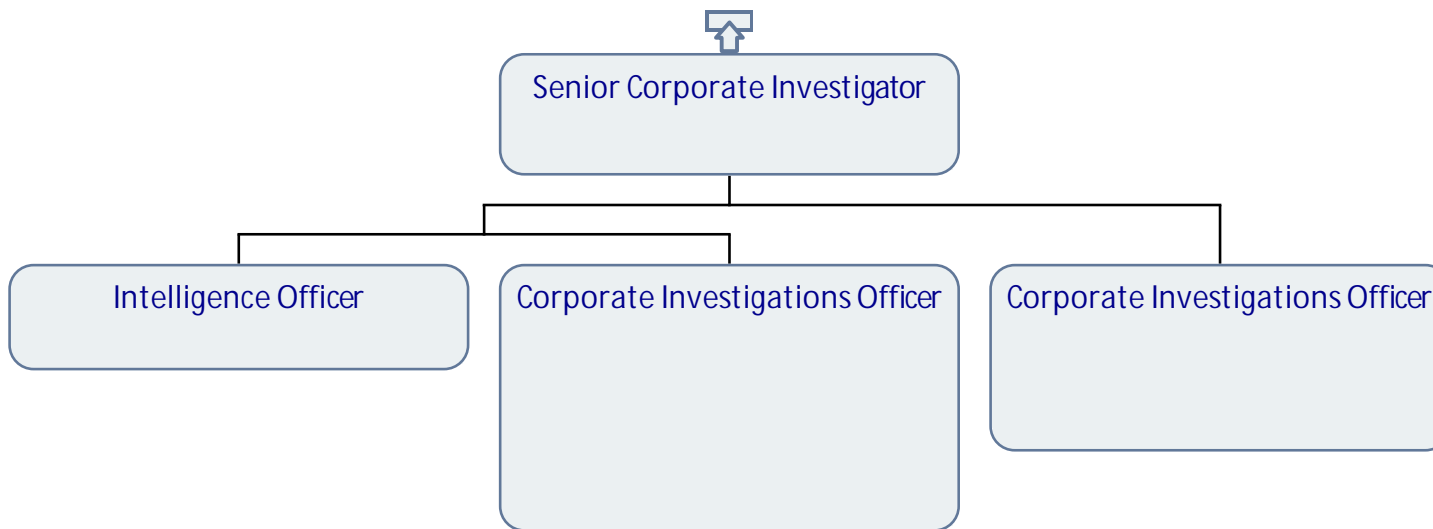 Senior Corporate Investigator
Intelligence Officer
Corporate Investigations Officer
Corporate Investigations Officer